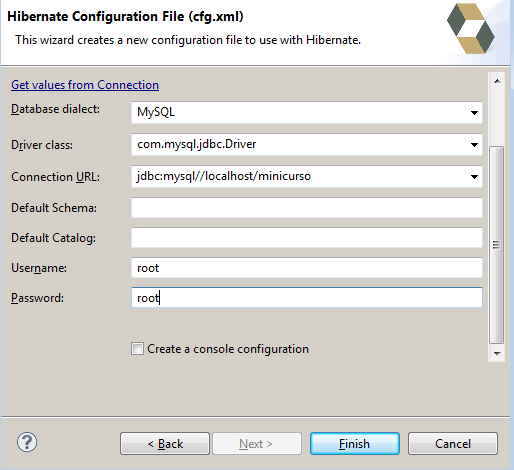 Hibernate Configuration File (cfg.xml)
This wizard creates a new configuration file to use with Hibernate.
Get values from Connection
Database dialect: MySQL
Driver class: com.mysql.jdbc.Driver
Connection URL: jdbc:mysql//localhost/minicurso
Default Schema:
Default Catalog:
Username: root
Password: root
Create a console configuration
? < Back Next > Finish Cancel